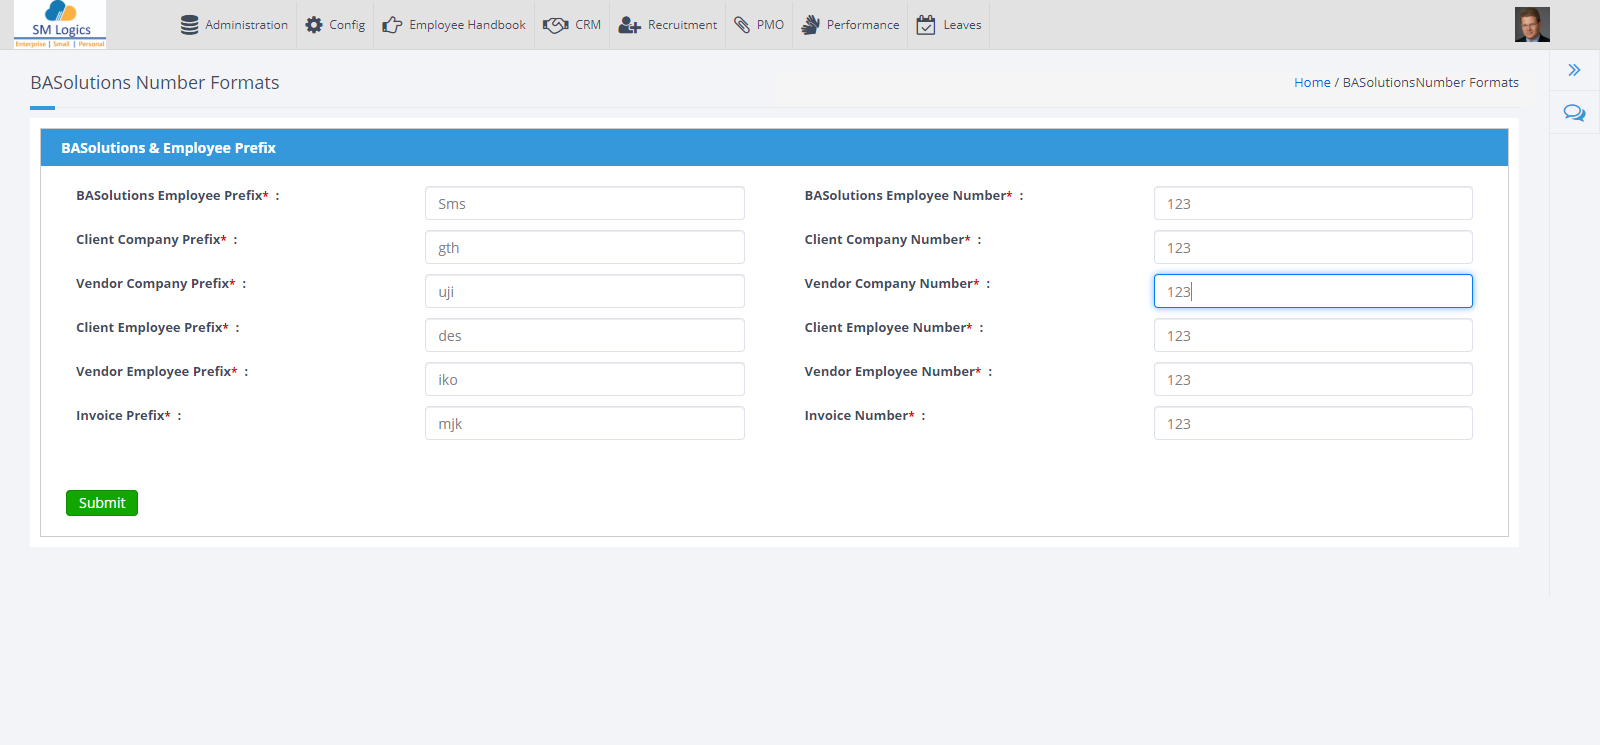 SM Logics
Enterprise | Small | Personal
Administration Config Employee Handbook CRM Recruitment PMO Performance Leaves
BASolutions Number Formats
Home / BASolutionsNumber Formats
BASolutions & Employee Prefix
BASolutions Employee Prefix* : Sms BASolutions Employee Number* : 123
Client Company Prefix* : gth Client Company Number* : 123
Vendor Company Prefix* : uji Vendor Company Number* : 123
Client Employee Prefix* : des Client Employee Number* : 123
Vendor Employee Prefix* : iko Vendor Employee Number* : 123
Invoice Prefix* : mjk Invoice Number* : 123
Submit